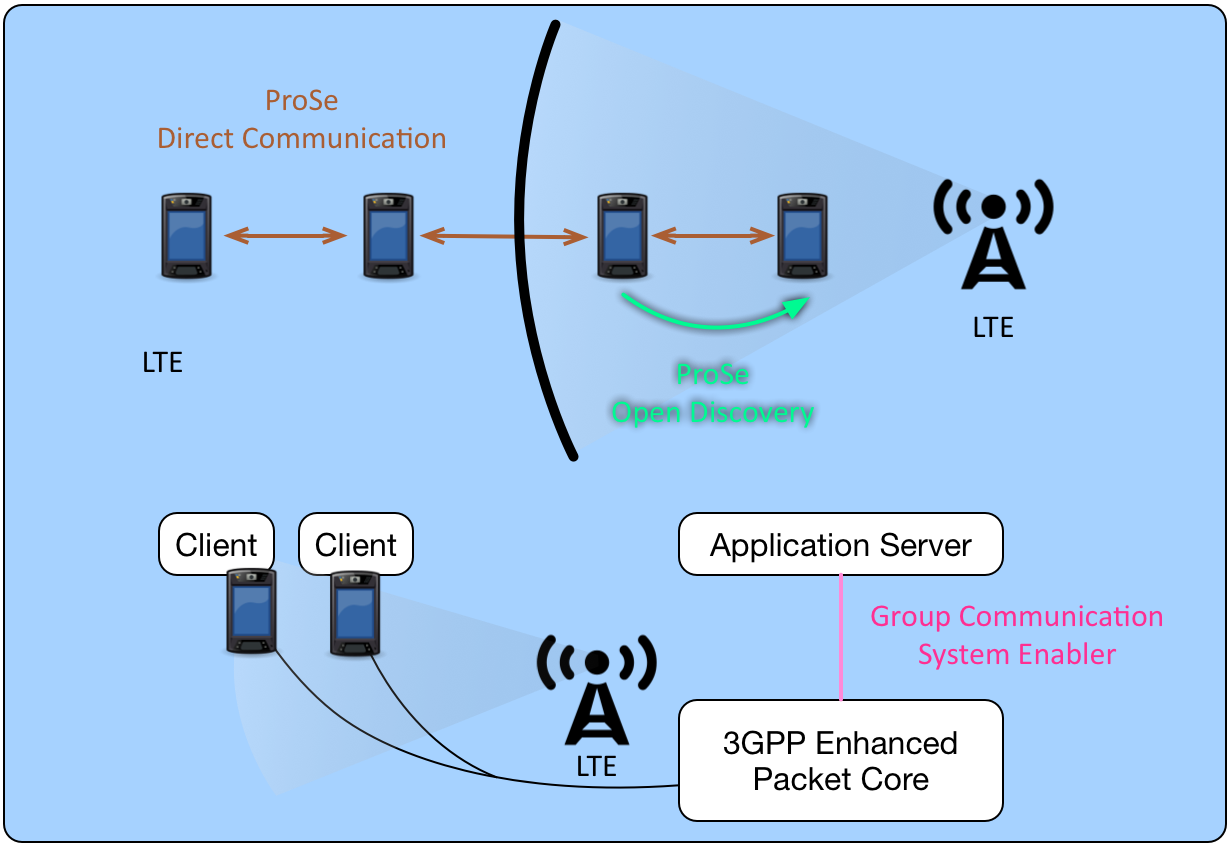 ProSe
Direct Communication
LTE
LTE
ProSe
Open Discovery
Client
Client
Application Server
Group Communication
System Enabler
3GPP Enhanced
Packet Core
LTE